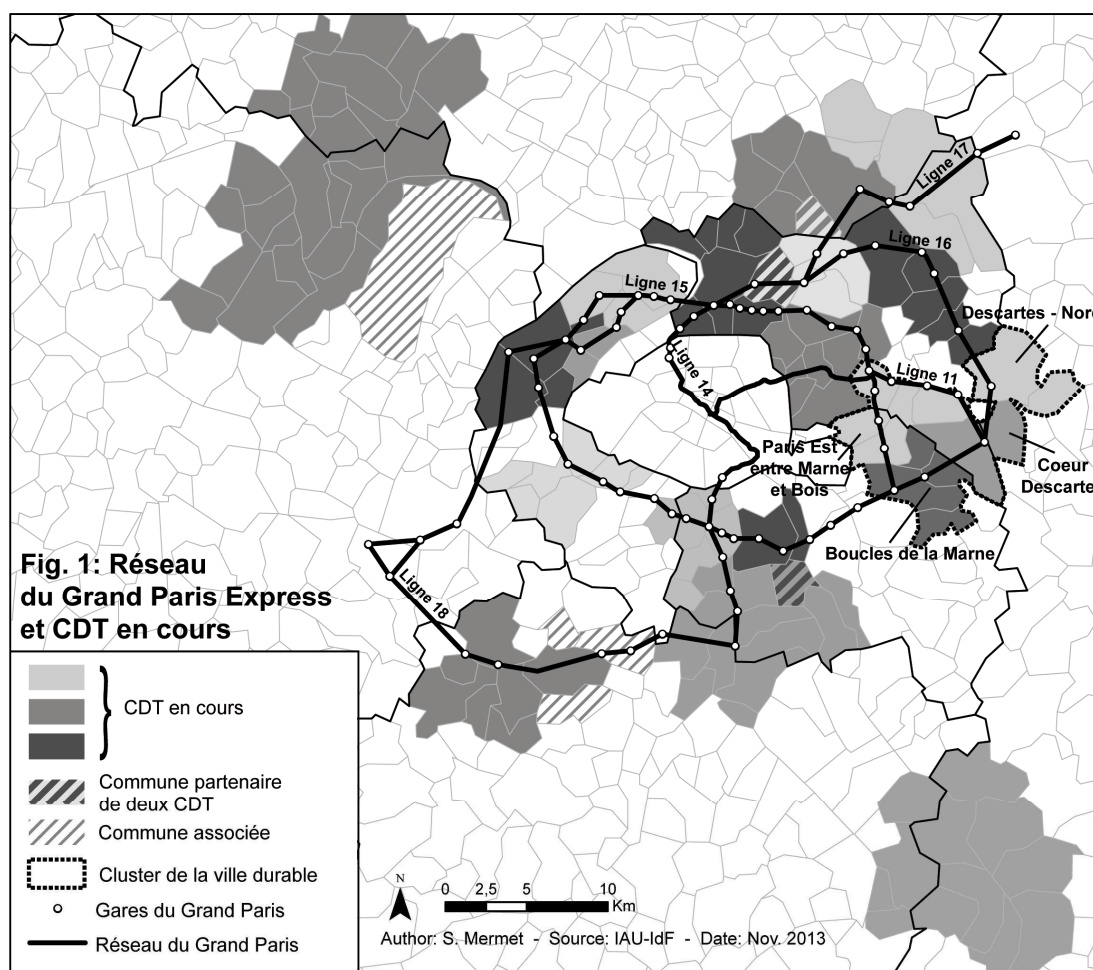 Ligne 17
Ligne 16
Ligne 15
Descartes - Nord
Ligne 14
Ligne 11
Paris Est
entre Marne
et Bois
Coeur
Descarte
Boucles de la Marne
Ligne 18
Fig. 1: Réseau
du Grand Paris Express
et CDT en cours
CDT en cours
Commune partenaire
de deux CDT
Commune associée
Cluster de la ville durable
Gares du Grand Paris
Réseau du Grand Paris
N
0 2,5 5 10
Km
Author: S. Mermet - Source: IAU-IdF - Date: Nov. 2013